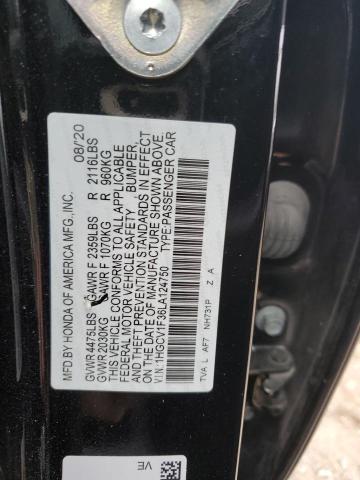 MFD. BY HONDA OF AMERICA MFG., INC. 08/20
GVWR 4475LBS GAWR F 2359LBS R 2116LBS
GVWR 2030KG GAWR F 1070KG R 960KG
THIS VEHICLE CONFORMS TO ALL APPLICABLE
FEDERAL MOTOR VEHICLE SAFETY, BUMPER,
AND THEFT PREVENTION STANDARDS IN EFFECT
ON THE DATE OF MANUFACTURE SHOWN ABOVE.
V.I.N.: 1HGCV1F36LA124750 TYPE: PASSENGER CAR
TVA L AF7 NH731P Z A
VE